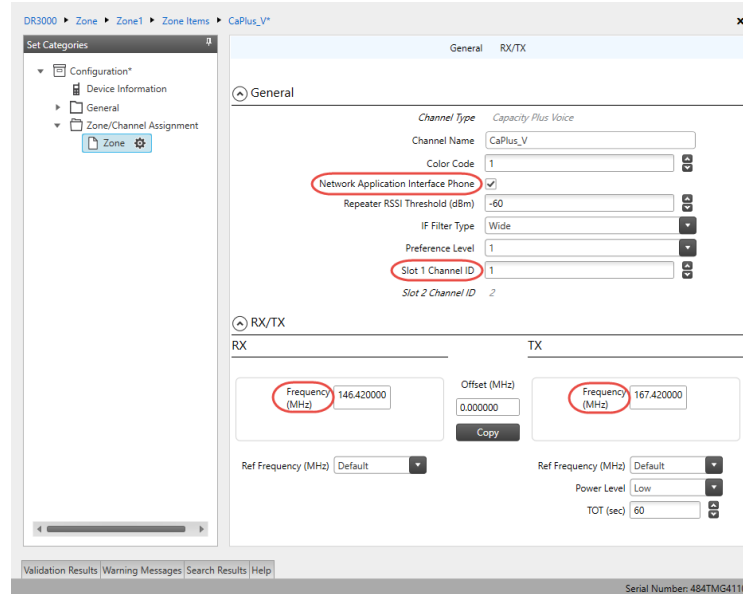 DR3000 Zone Zone1 Zone Items CaPlus_V*
Set Categories
Configuration*
Device Information
General
Zone/Channel Assignment
Zone
General RX/TX
General
Channel Type Capacity Plus Voice
Channel Name CaPlus_V
Color Code 1
Network Application Interface Phone
Repeater RSSI Threshold (dBm) -60
IF Filter Type Wide
Preference Level 1
Slot 1 Channel ID 1
Slot 2 Channel ID 2
RX/TX
RX TX
Frequency (MHz) 146.420000
Offset (MHz)
0.000000
Copy
Frequency (MHz) 167.420000
Ref Frequency (MHz) Default
Ref Frequency (MHz) Default
Power Level Low
TOT (sec) 60
Validation Results Warning Messages Search Results Help
Serial Number: